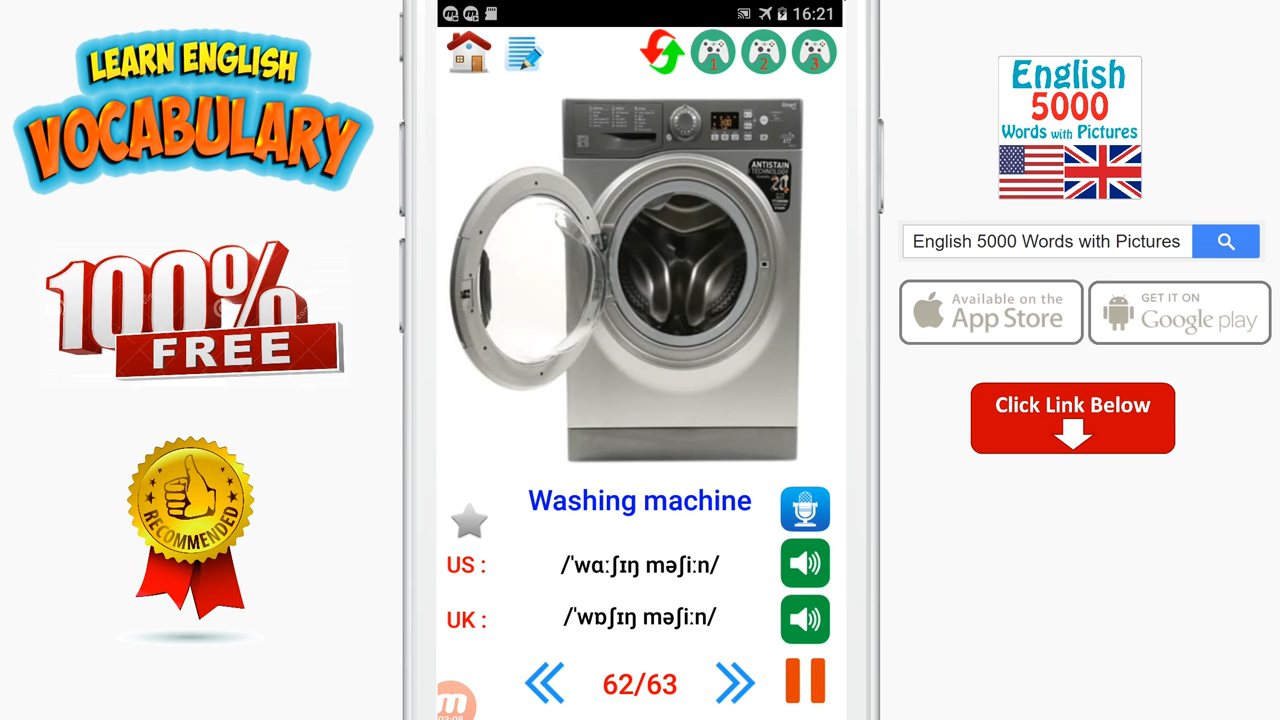 LEARN ENGLISH
VOCABULARY
100%
FREE
RECOMMENDED
16:21
1
2
3
ANTISTAIN
TECHNOLOGY
Washing machine
US :
/ˈwɑːʃɪŋ məʃiːn/
UK :
/ˈwɒʃɪŋ məʃiːn/
62/63
03:08
English
5000
Words with Pictures
English 5000 Words with Pictures
Available on the
App Store
GET IT ON
Google play
Click Link Below